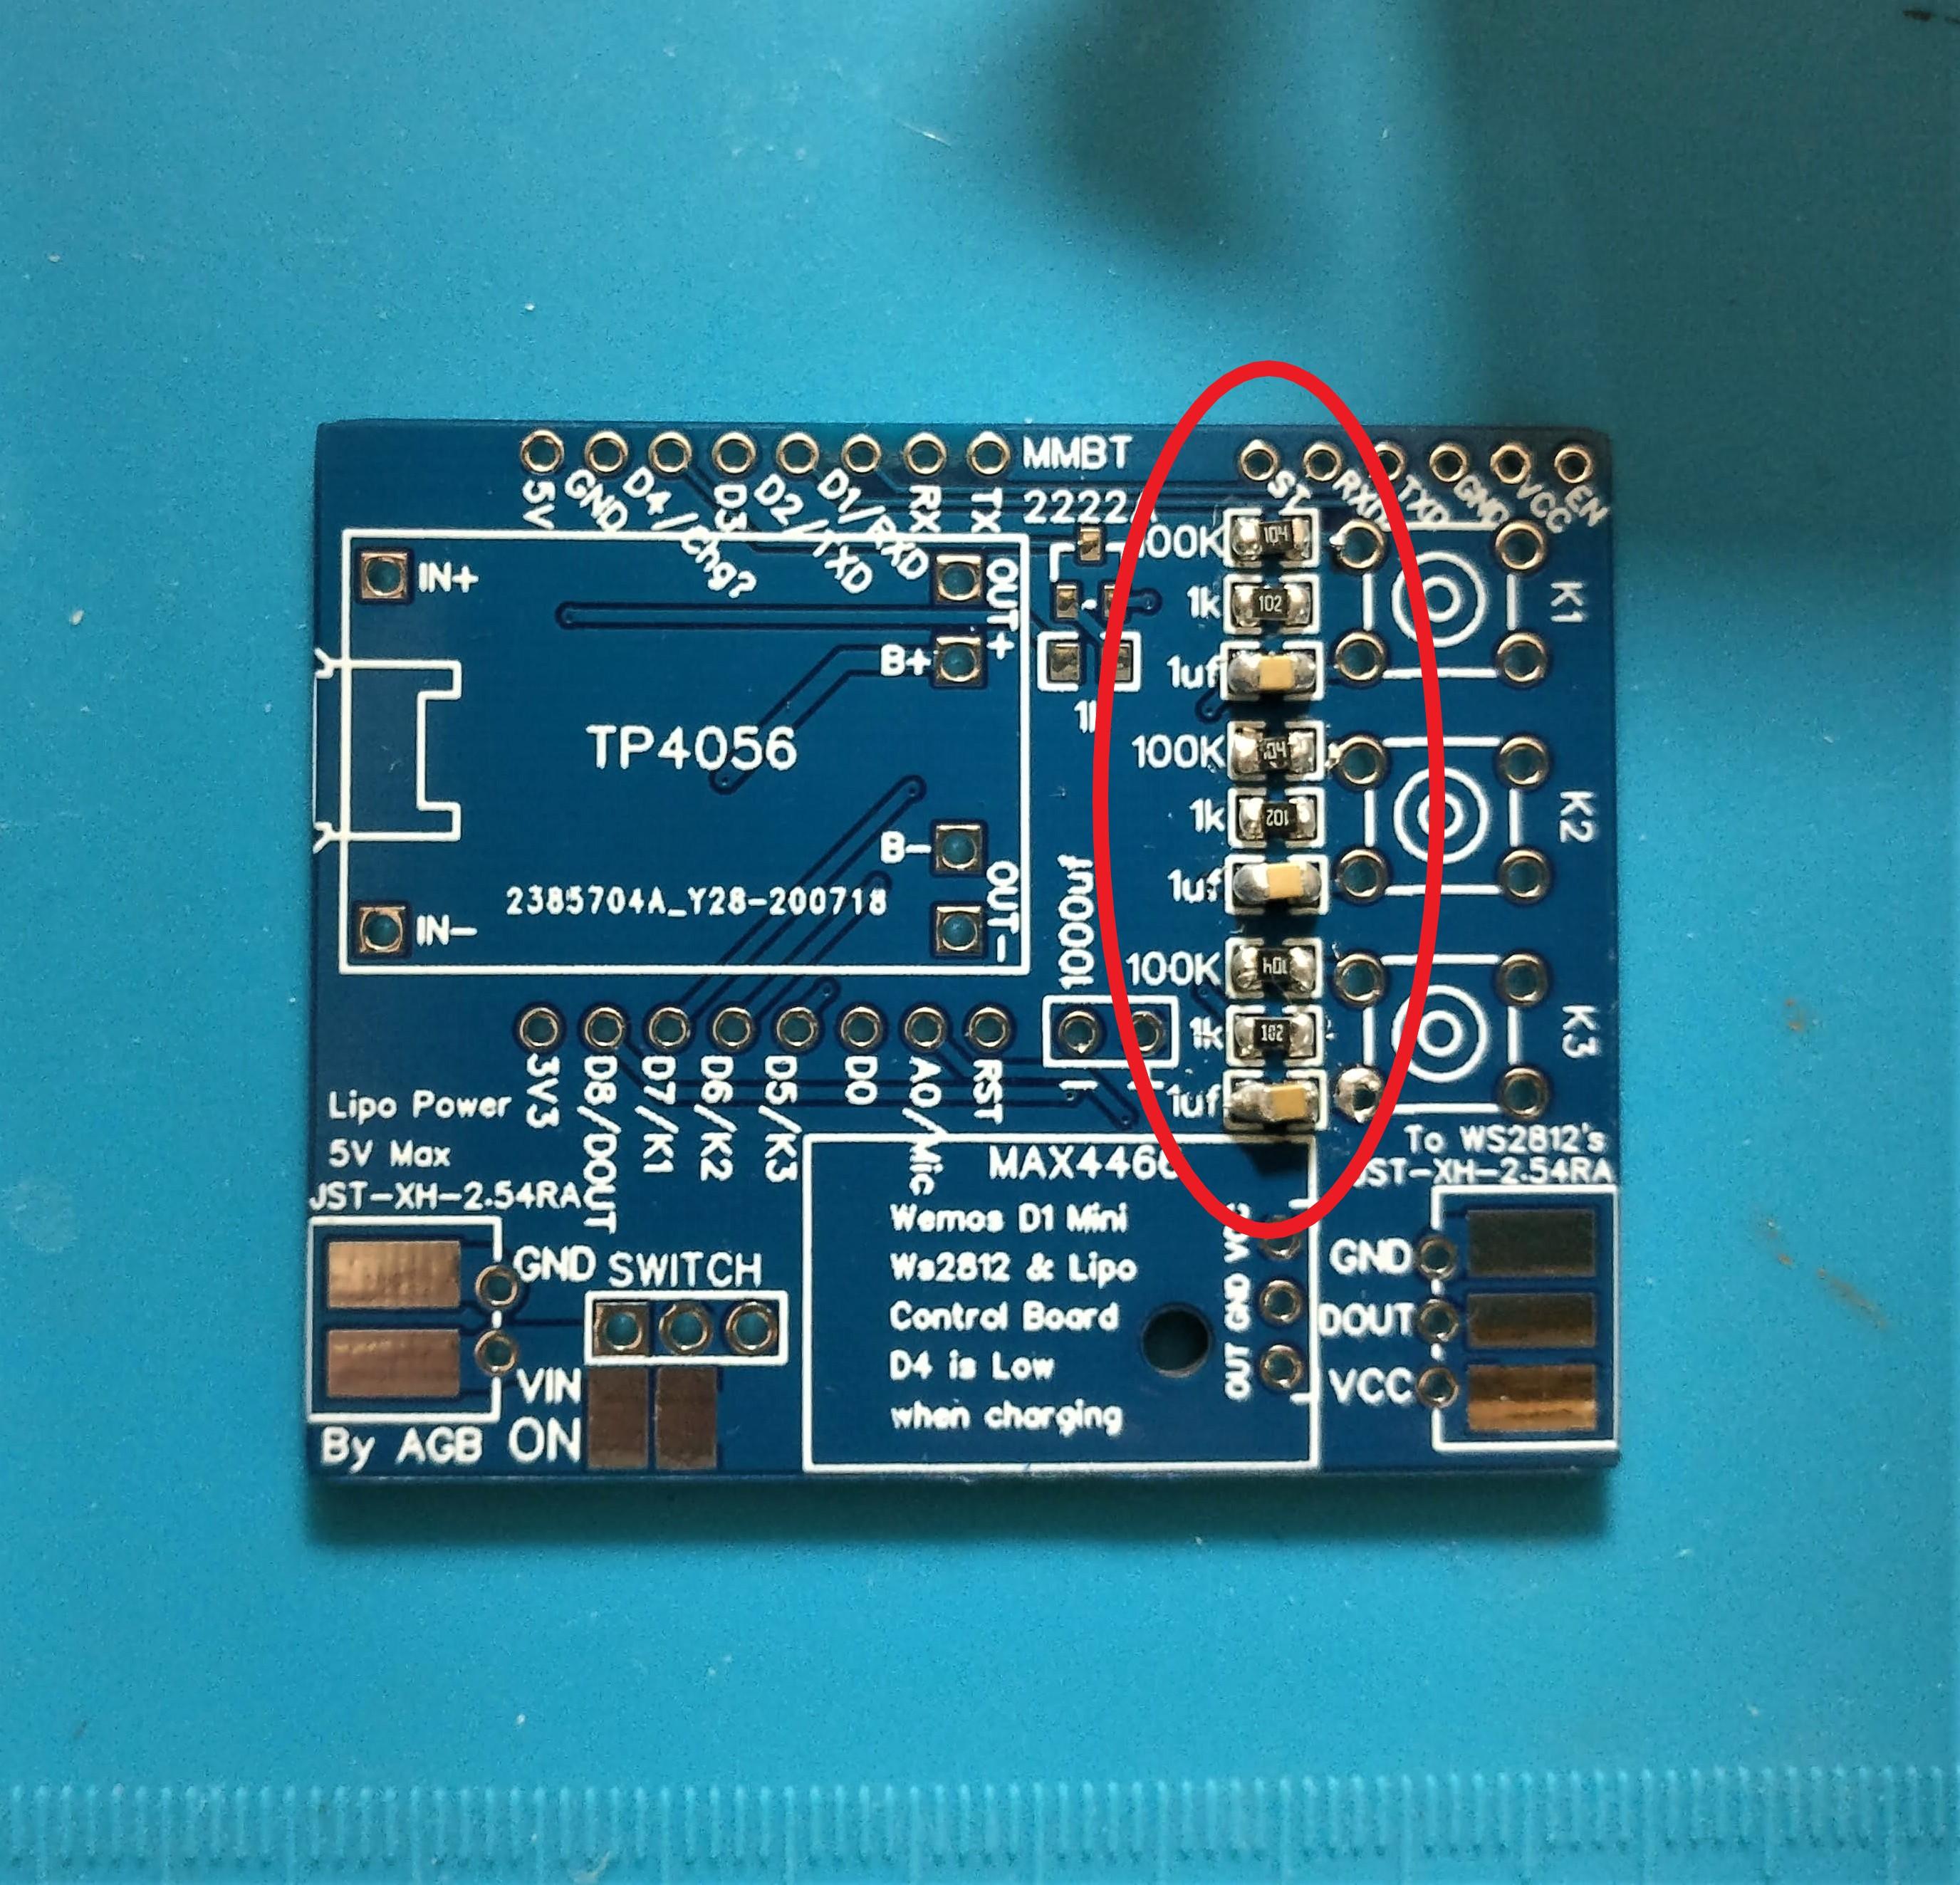 MMBT
2222A
5V
GND
D4/Chg?
D3
D2/TXD
D1/RXD
RX
TX
ST
RXD
TXD
GND
VCC
EN
IN+
OUT+
B+
TP4056
B-
2385704A_Y28-200718
IN-
OUT-
100K
104
1k
102
1uf
100K
104
1k
102
1uf
100K
104
1k
102
1uf
K1
K2
K3
1000uf
3V3
D8/DOUT
D7/K1
D6/K2
D5/K3
D0
A0/Mic
RST
Lipo Power
5V Max
JST-XH-2.54RA
GND
VIN
SWITCH
ON
By AGB
Wemos D1 Mini
Ws2812 & Lipo
Control Board
D4 is Low
when charging
GND
OUT
To WS2812's
JST-XH-2.54RA
GND
DOUT
VCC